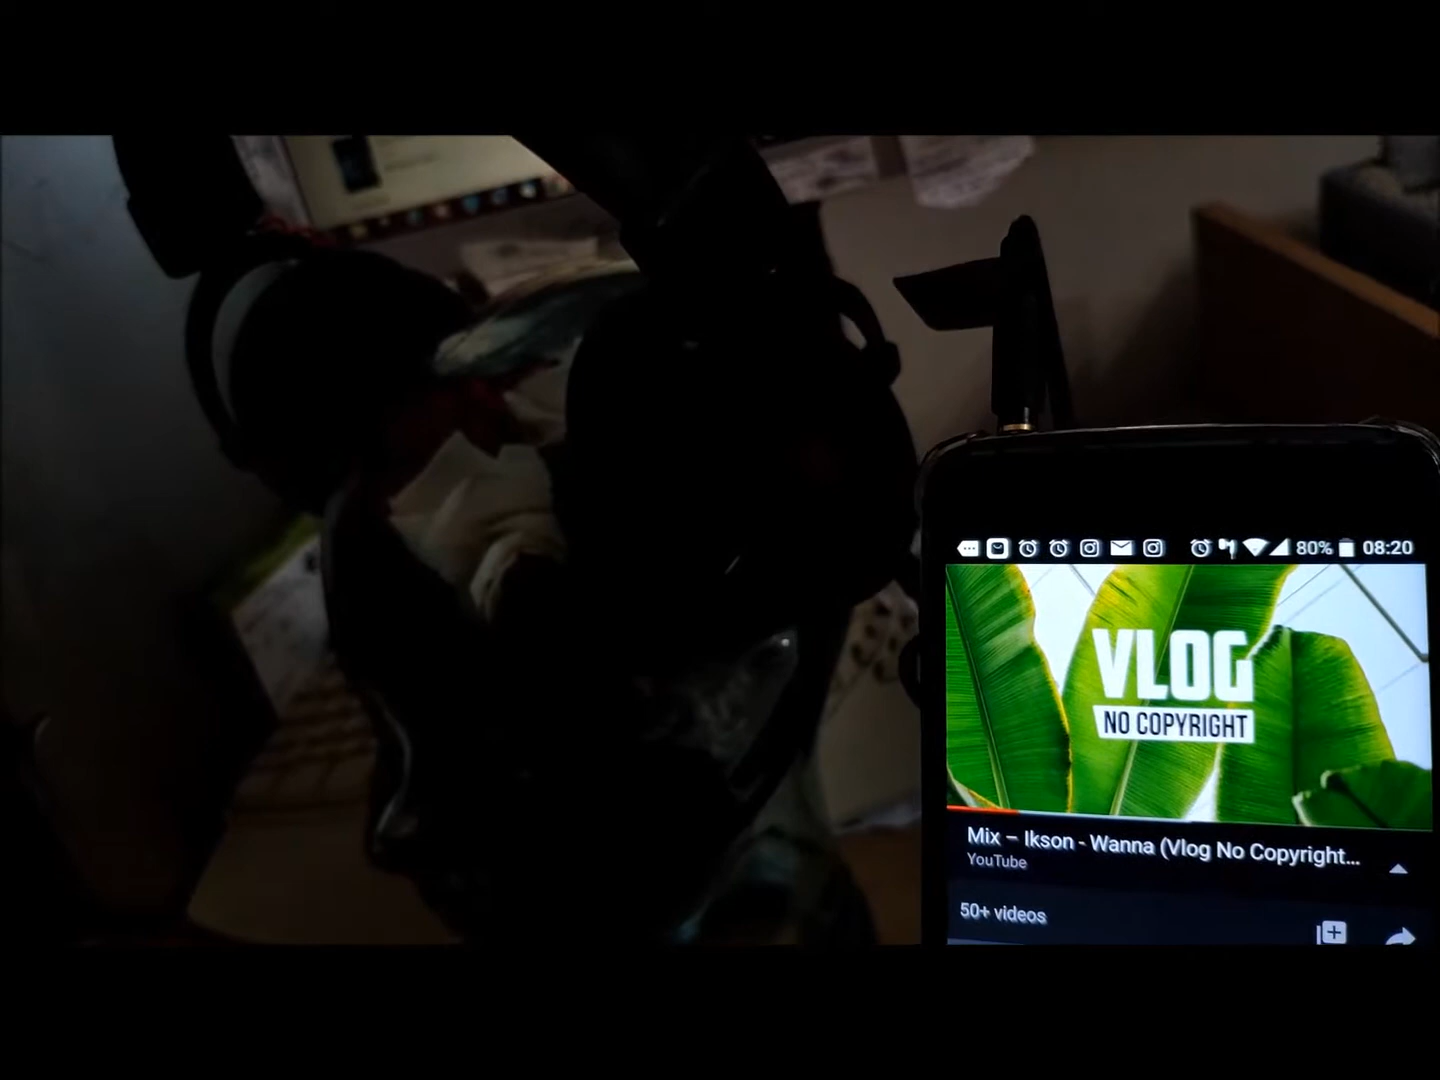 80% 08:20
VLOG
NO COPYRIGHT
Mix – Ikson - Wanna (Vlog No Copyright...
YouTube
50+ videos